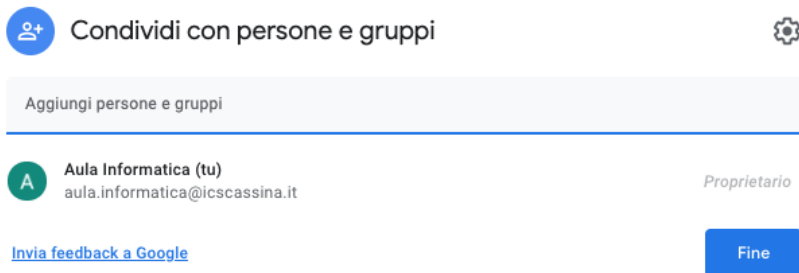 Condividi con persone e gruppi
Aggiungi persone e gruppi
A
Aula Informatica (tu)
aula.informatica@icscassina.it
Proprietario
Invia feedback a Google
Fine